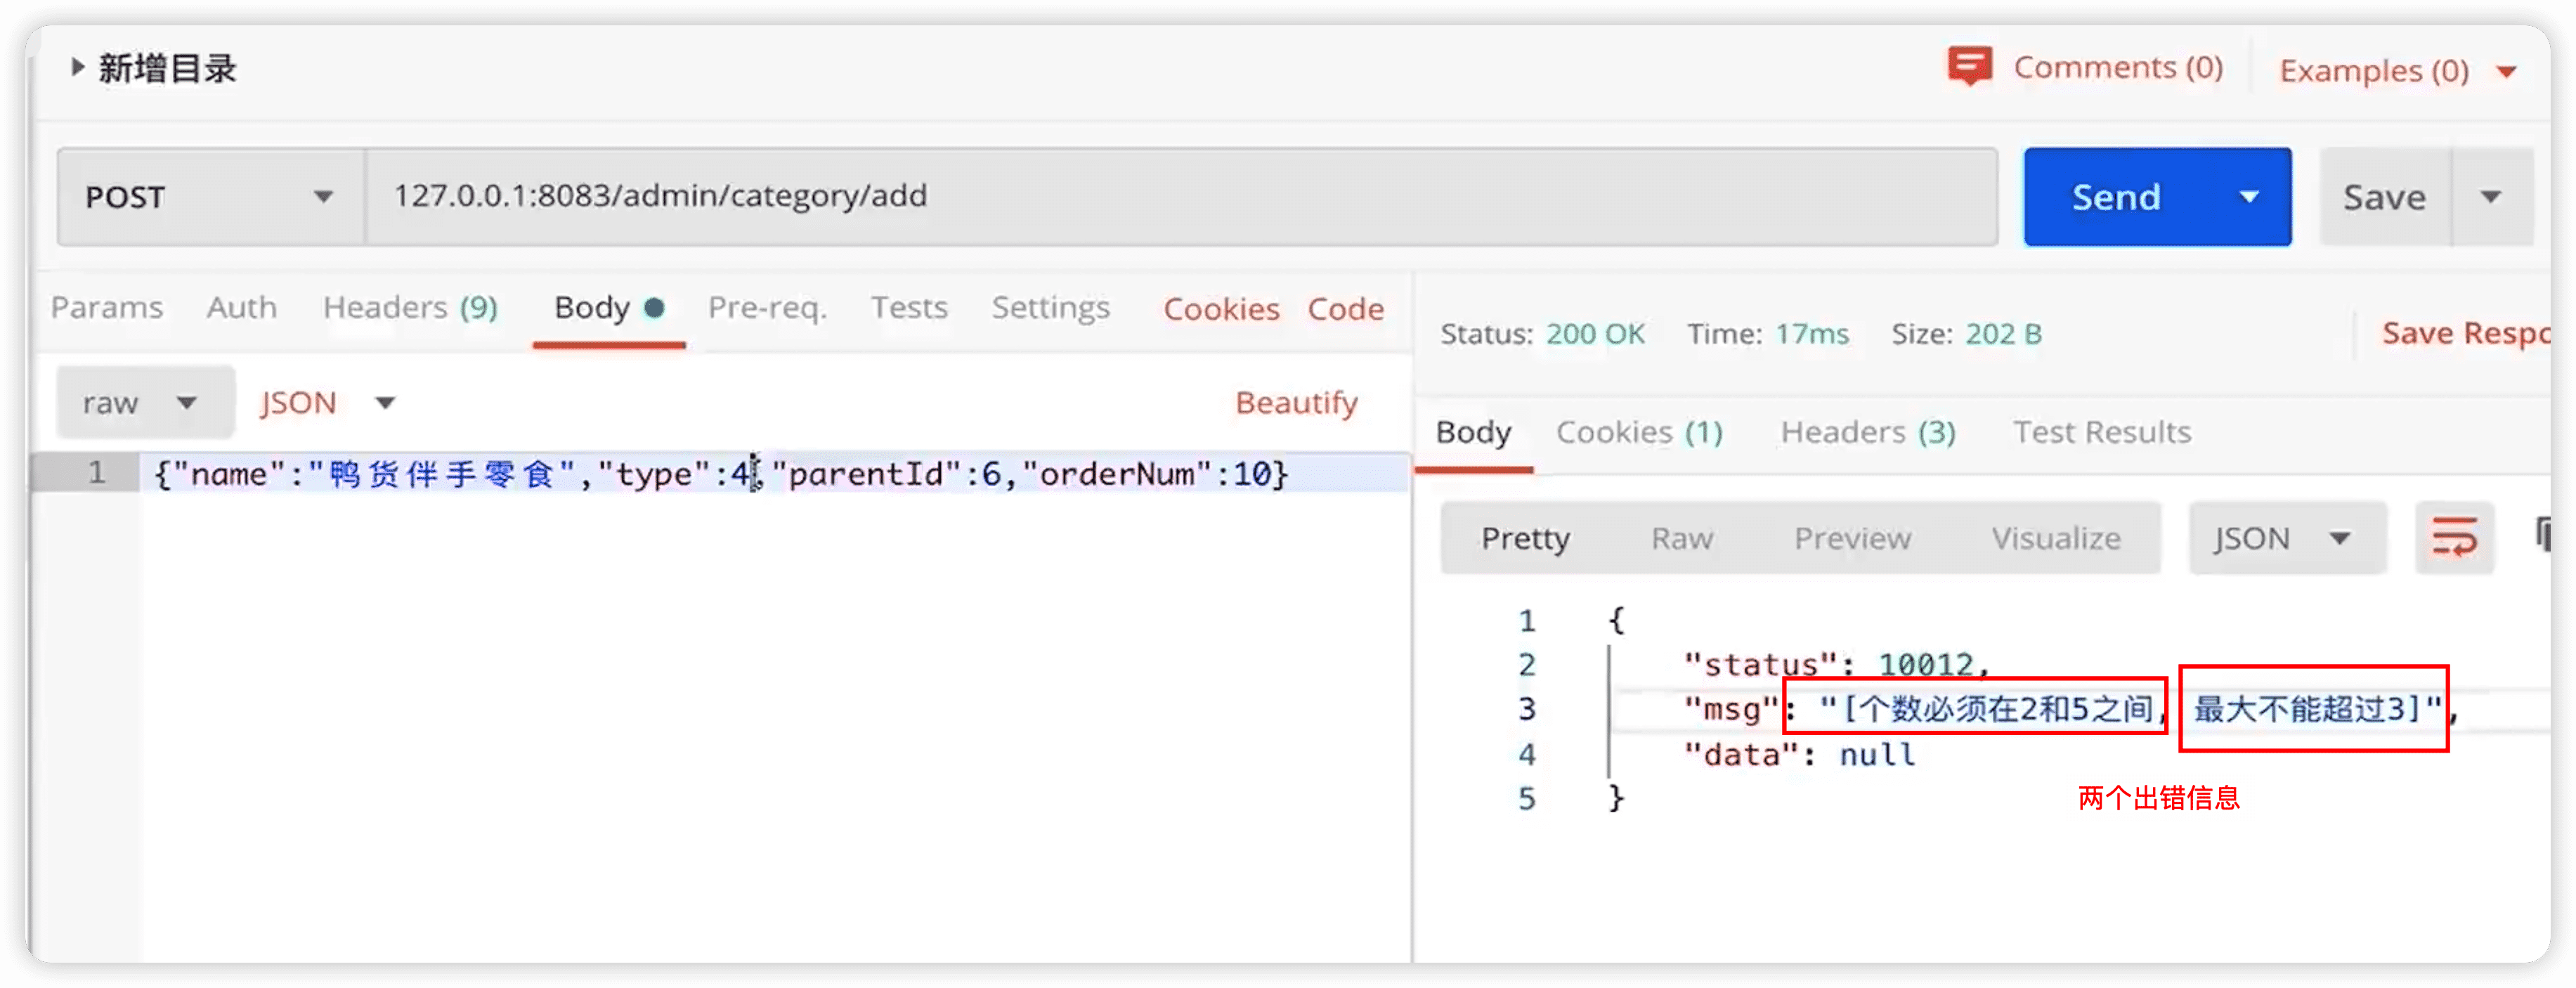 新增目录
Comments (0)
Examples (0)
POST
127.0.0.1:8083/admin/category/add
Send
Save
Params Auth Headers (9) Body Pre-req. Tests Settings Cookies Code
raw JSON Beautify
1 {"name":"鸭货伴手零食","type":4,"parentId":6,"orderNum":10}
Status: 200 OK Time: 17ms Size: 202 B Save Respo
Body Cookies (1) Headers (3) Test Results
Pretty Raw Preview Visualize JSON
1 {
2 "status": 10012,
3 "msg": "[个数必须在2和5之间, 最大不能超过3]",
4 "data": null
5 }
两个出错信息